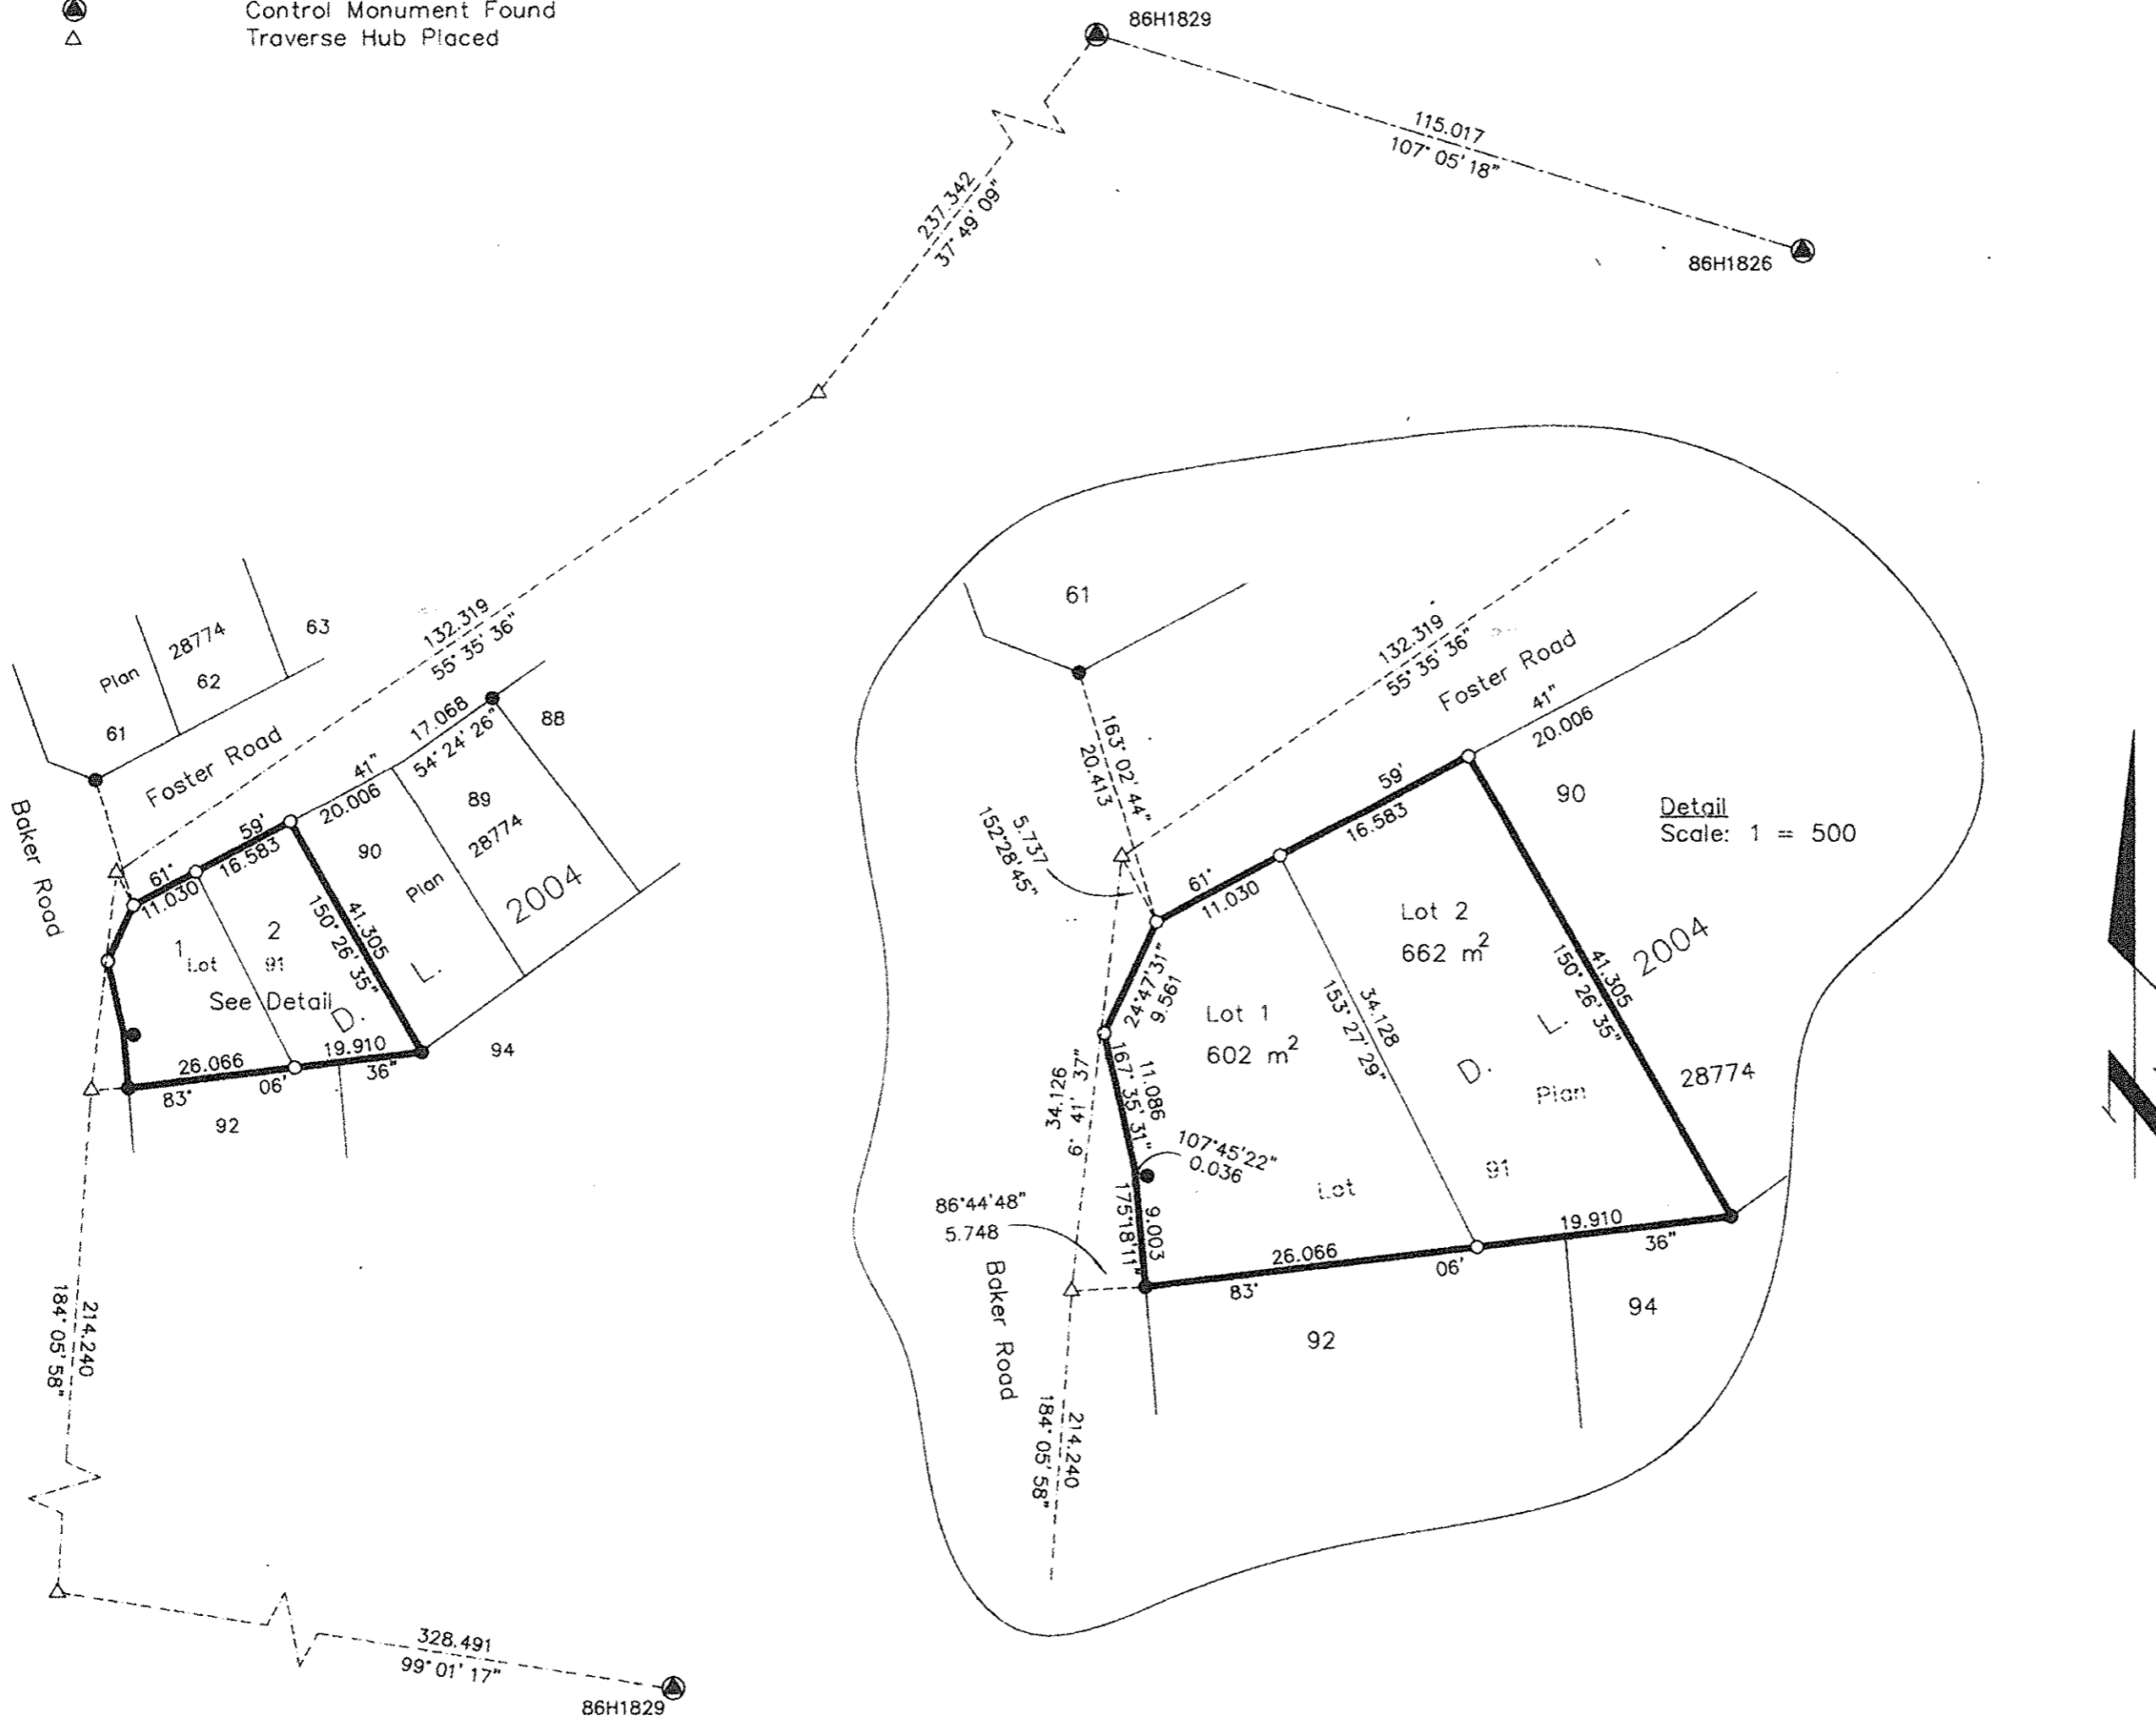 Control Monument Found
Traverse Hub Placed
86H1829
115.017
107° 05' 18"
86H1826
237.342
37° 49' 09"
132.319
55° 35' 36"
63
Plan 28774
62
61
Foster Road
Baker Road
17.068
54° 24' 26"
88
41"
20.006
89
28774
Plan
90
2004
59'
16.583
61°
11.030
41.305
150° 26' 35"
1
Lot
2
91
See Detail
D. L.
19.910
36"
26.066
06'
83°
94
92
214.240
184° 05' 58"
328.491
99° 01' 17"
86H1829
61
132.319
55° 35' 36"
Foster Road
41"
20.006
163° 02' 44"
20.413
5.737
152°28'45"
59'
16.583
61°
11.030
90
Detail
Scale: 1 = 500
Lot 2
662 m²
2004
41.305
150° 26' 35"
24°47'31"
9.561
Lot 1
602 m²
34.128
153° 27' 29"
L.
D.
Plan
28774
34.126
6° 41' 37"
11.086
167° 35' 31"
107°45'22"
0.036
91
Lot
86°44'48"
5.748
9.003
175°18'11"
19.910
36"
26.066
06'
83°
94
92
Baker Road
214.240
184° 05' 58"